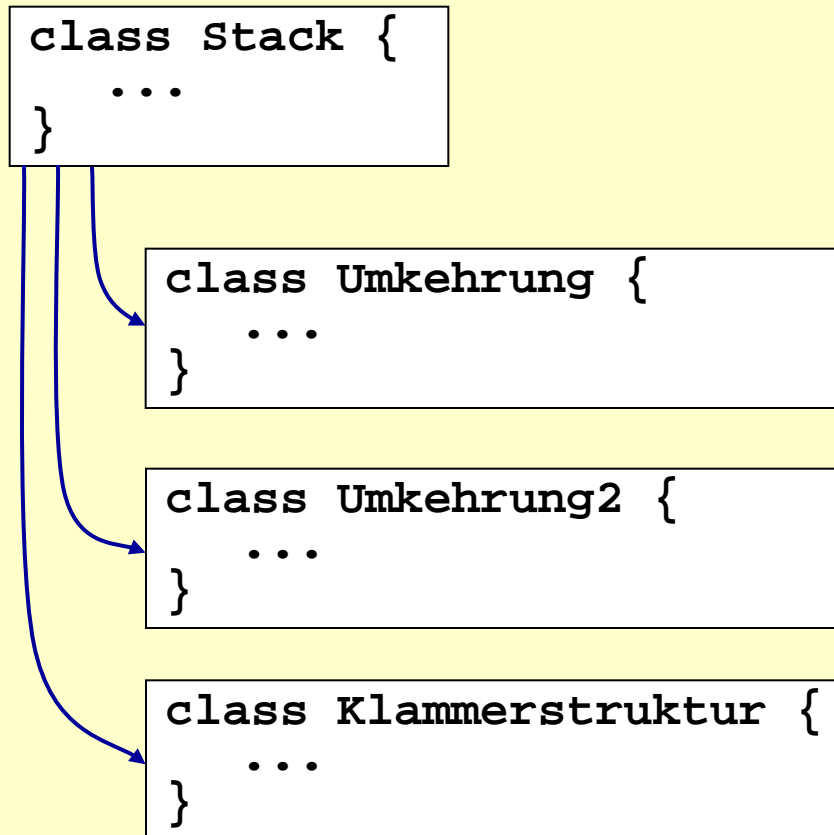 class Stack {
...
}
class Umkehrung {
...
}
class Umkehrung2 {
...
}
class Klammerstruktur {
...
}